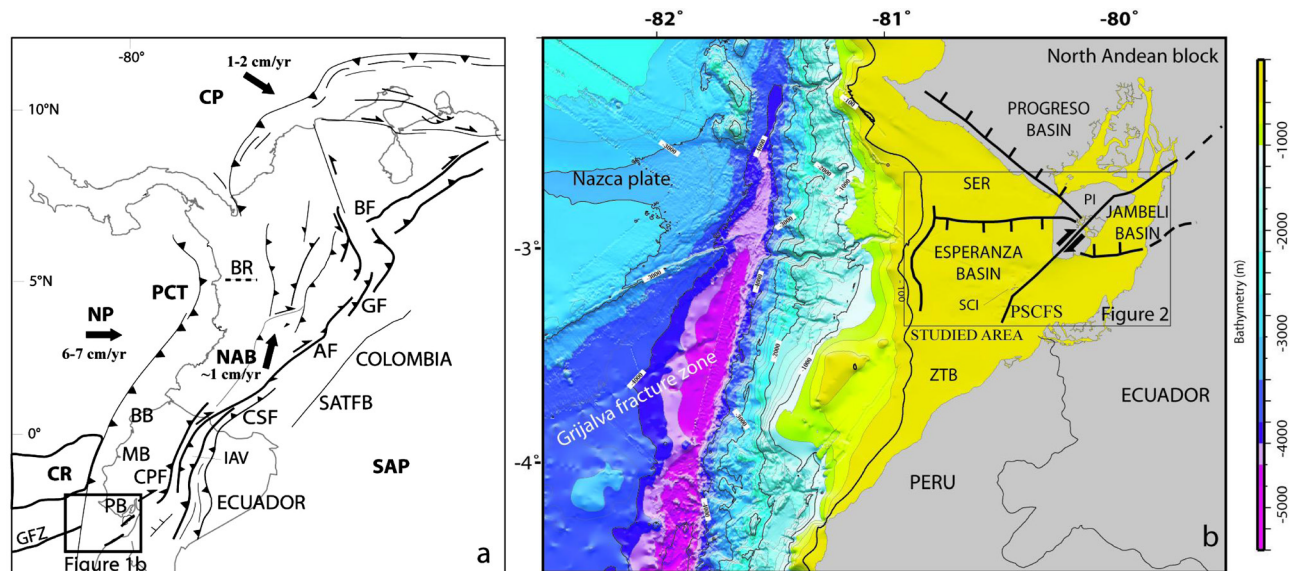 -80°
10°N
5°N
0°
1-2 cm/yr
CP
BF
BR
PCT
GF
NP
6-7 cm/yr
NAB
~1 cm/yr
AF
COLOMBIA
SATFB
BB
CSF
MB
IAV
CPF
SAP
CR
ECUADOR
PB
GFZ
Figure 1b
a
-82°
-81°
-80°
-3°
-4°
North Andean block
PROGRESO
BASIN
Nazca plate
SER
PI
JAMBELI
BASIN
ESPERANZA
BASIN
SCI
PSCFS
Figure 2
STUDIED AREA
ZTB
Grijalva fracture zone
ECUADOR
PERU
b
-100
-100
-1000
-2000
-3000
-4000
-5000
Bathymetry (m)